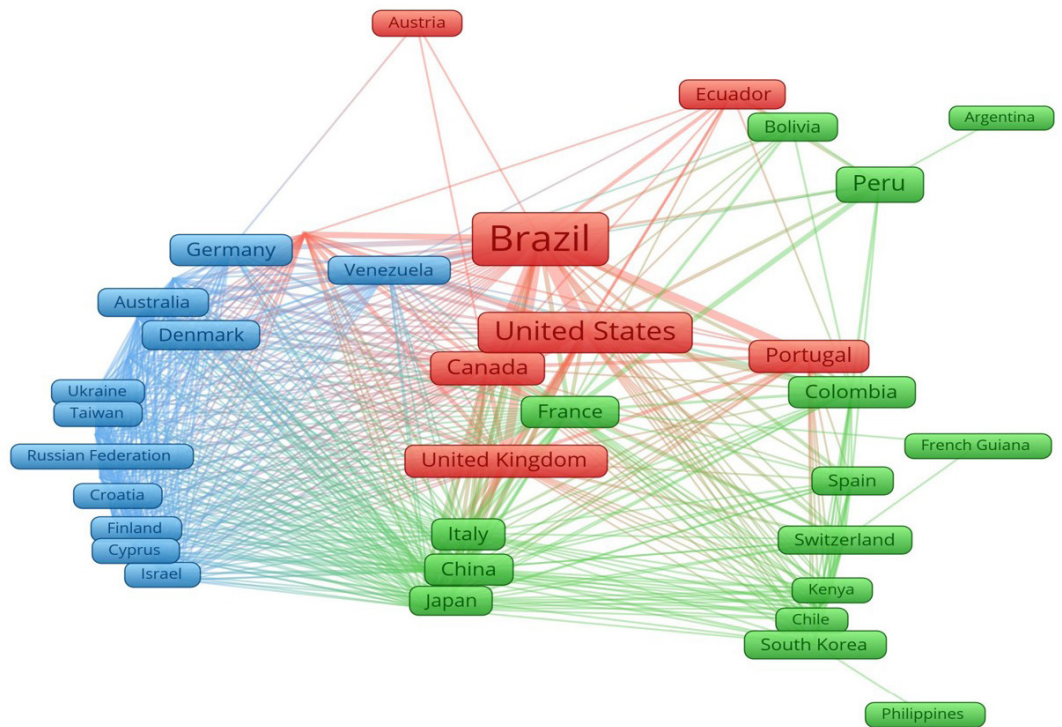 Austria
Ecuador
Argentina
Bolivia
Peru
Brazil
Germany
Venezuela
Australia
United States
Denmark
Portugal
Canada
Ukraine
Colombia
Taiwan
France
French Guiana
Russian Federation
United Kingdom
Spain
Croatia
Finland
Italy
Switzerland
Cyprus
China
Israel
Kenya
Japan
Chile
South Korea
Philippines